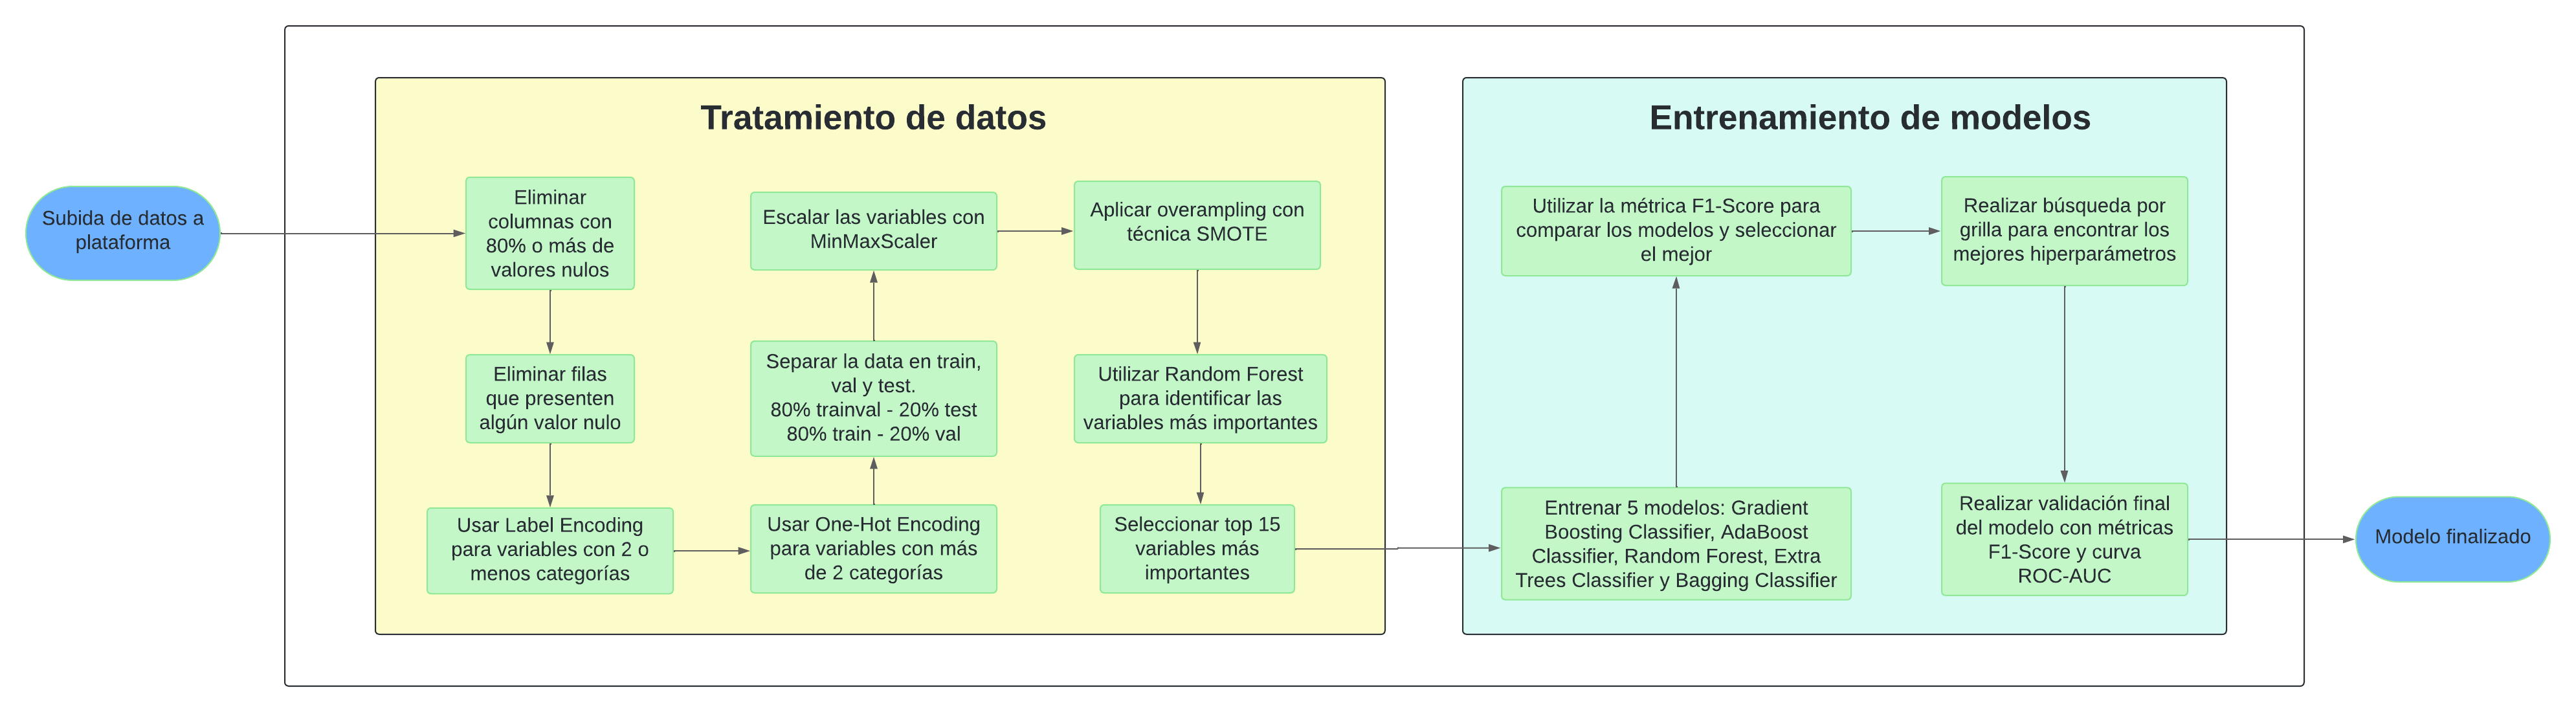 Subida de datos a
plataforma
Tratamiento de datos
Eliminar
columnas con
80% o más de
valores nulos
Eliminar filas
que presenten
algún valor nulo
Usar Label Encoding
para variables con 2 o
menos categorías
Usar One-Hot Encoding
para variables con más
de 2 categorías
Separar la data en train,
val y test.
80% trainval - 20% test
80% train - 20% val
Escalar las variables con
MinMaxScaler
Aplicar overampling con
técnica SMOTE
Utilizar Random Forest
para identificar las
variables más importantes
Seleccionar top 15
variables más
importantes
Entrenamiento de modelos
Entrenar 5 modelos: Gradient
Boosting Classifier, AdaBoost
Classifier, Random Forest, Extra
Trees Classifier y Bagging Classifier
Utilizar la métrica F1-Score para
comparar los modelos y seleccionar
el mejor
Realizar búsqueda por
grilla para encontrar los
mejores hiperparámetros
Realizar validación final
del modelo con métricas
F1-Score y curva
ROC-AUC
Modelo finalizado